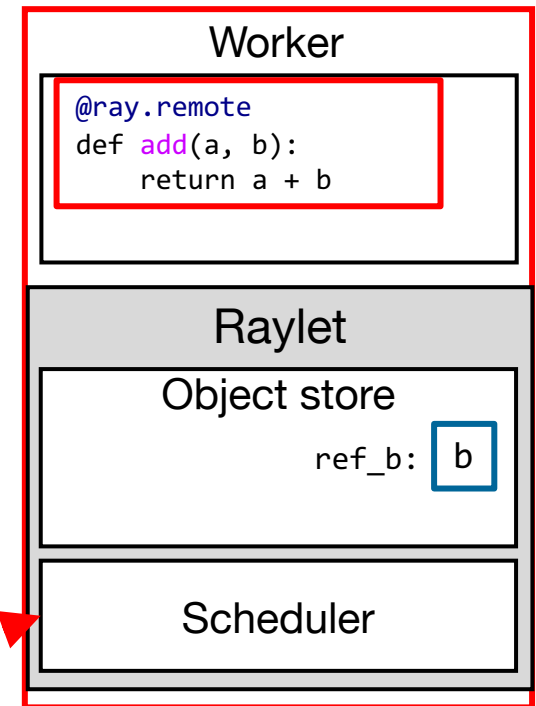 Worker
@ray.remote
def add(a, b):
    return a + b
Raylet
Object store
ref_b: b
Scheduler